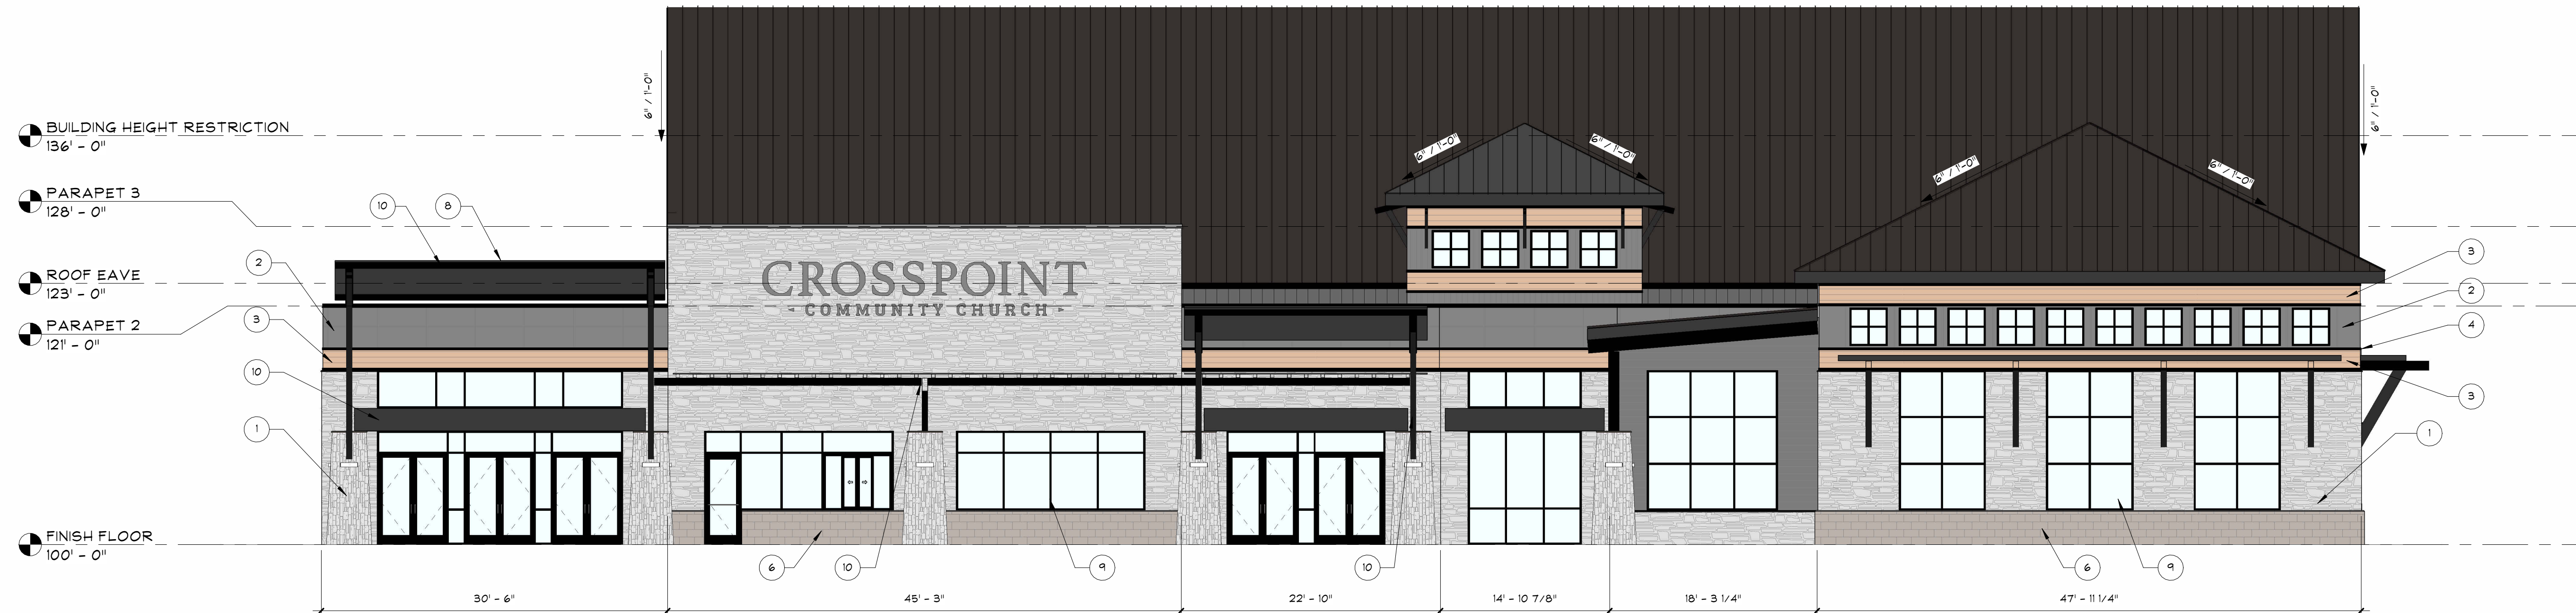 BUILDING HEIGHT RESTRICTION
136' - 0"
PARAPET 3
128' - 0"
ROOF EAVE
123' - 0"
PARAPET 2
121' - 0"
FINISH FLOOR
100' - 0"
6" / 1'-0"
6" / 1'-0"
6" / 1'-0"
6" / 1'-0"
6" / 1'-0"
6" / 1'-0"
10
8
2
3
10
1
CROSSPOINT
COMMUNITY CHURCH
3
2
4
3
1
6
10
9
10
6
9
30' - 6"
45' - 3"
22' - 10"
14' - 10 7/8"
18' - 3 1/4"
47' - 11 1/4"